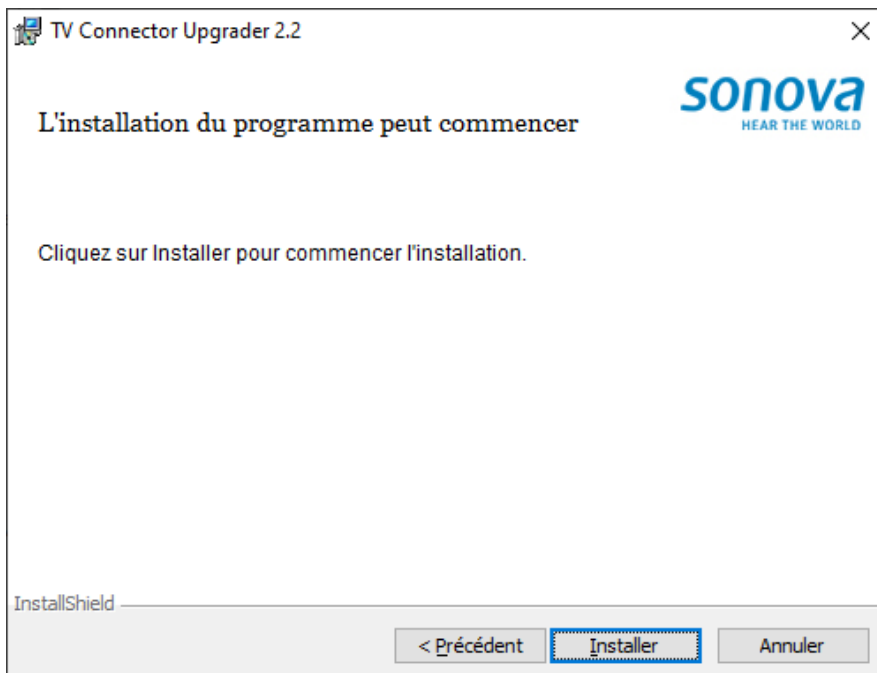 TV Connector Upgrader 2.2
sonova
HEAR THE WORLD
L'installation du programme peut commencer
Cliquez sur Installer pour commencer l'installation.
InstallShield
< Précédent
Installer
Annuler